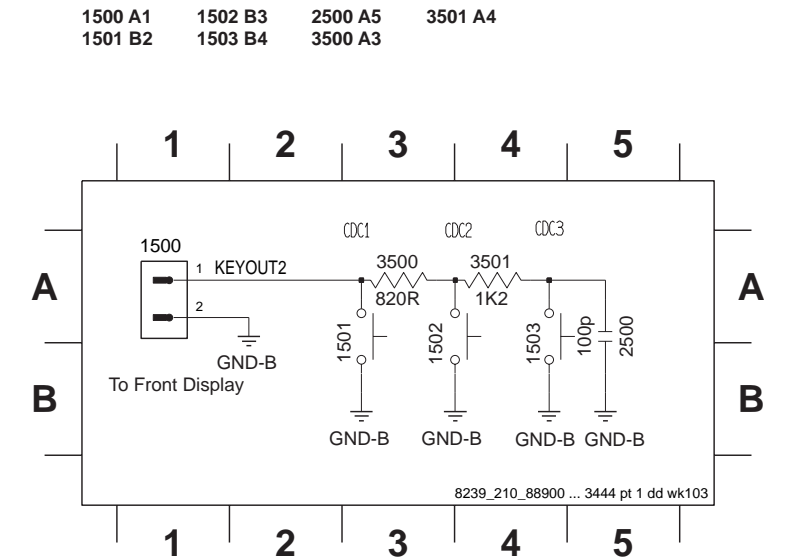 1500 A1 1502 B3 2500 A5 3501 A4
1501 B2 1503 B4 3500 A3
1 2 3 4 5
CDC1 CDC2 CDC3
1500
1 KEYOUT2
3500
3501
A
A
820R
1K2
2
1501
1502
1503
100p
2500
GND-B
To Front Display
B
B
GND-B GND-B GND-B GND-B
8239_210_88900 ... 3444 pt 1 dd wk103
1 2 3 4 5